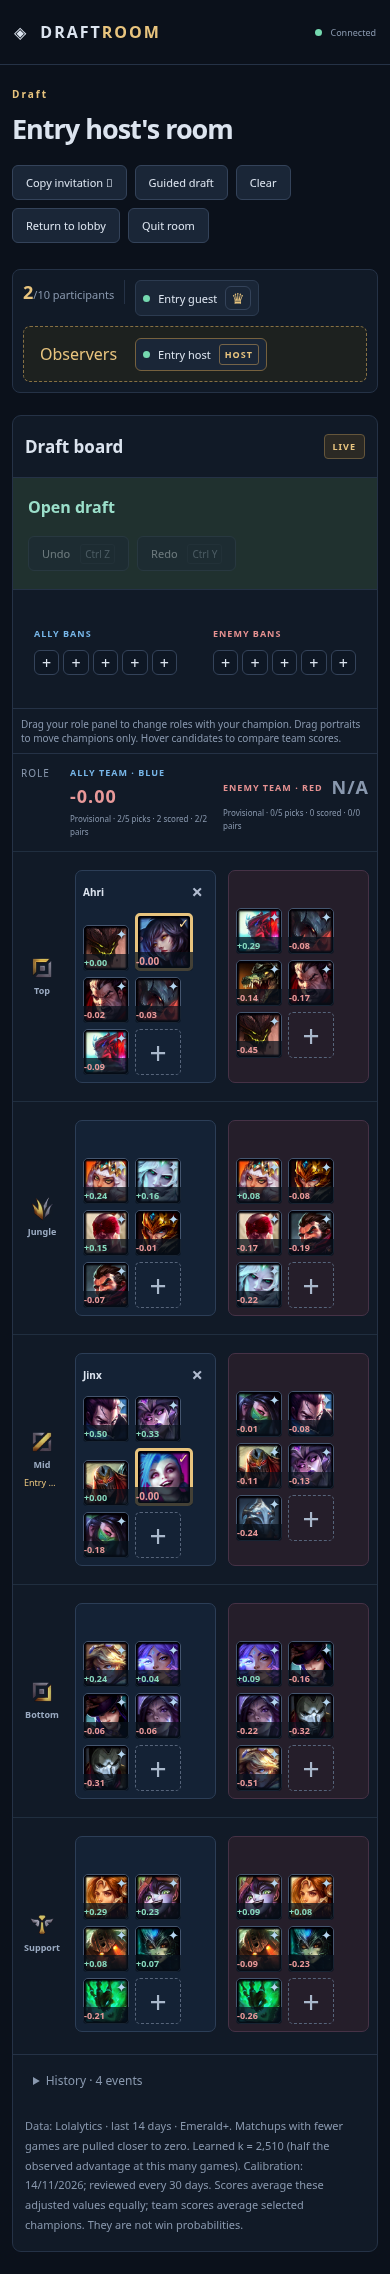 ◈ DRAFTROOM
Connected
Draft
Entry host's room
Copy invitation
Guided draft
Clear
Return to lobby
Quit room
2/10 participants
Entry guest
Observers
Entry host HOST
Draft board
LIVE
Open draft
Undo Ctrl Z
Redo Ctrl Y
ALLY BANS
ENEMY BANS
+ + + + +
+ + + + +
Drag your role panel to change roles with your champion. Drag portraits
to move champions only. Hover candidates to compare team scores.
ROLE
ALLY TEAM · BLUE
-0.00
Provisional · 2/5 picks · 2 scored · 2/2
pairs
ENEMY TEAM · RED N/A
Provisional · 0/5 picks · 0 scored · 0/0
pairs
Top
Ahri ×
+0.00 -0.00
-0.02 -0.03
-0.09 +
+0.29 -0.08
-0.14 -0.17
-0.45 +
Jungle
+0.24 +0.16
+0.15 -0.01
-0.07 +
+0.08 -0.08
-0.17 -0.19
-0.22 +
Mid
Entry ...
Jinx ×
+0.50 +0.33
+0.00 -0.00
-0.18 +
-0.01 -0.08
-0.11 -0.13
-0.24 +
Bottom
+0.24 +0.04
-0.06 -0.06
-0.31 +
+0.09 -0.16
-0.22 -0.32
-0.51 +
Support
+0.29 +0.23
+0.08 +0.07
-0.21 +
+0.09 +0.08
-0.09 -0.23
-0.26 +
▶ History · 4 events
Data: Lolalytics · last 14 days · Emerald+. Matchups with fewer
games are pulled closer to zero. Learned k = 2,510 (half the
observed advantage at this many games). Calibration:
14/11/2026; reviewed every 30 days. Scores average these
adjusted values equally; team scores average selected
champions. They are not win probabilities.